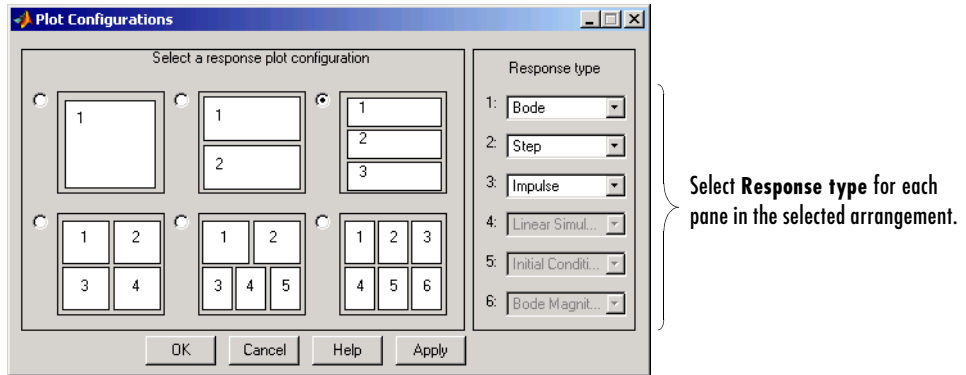 Plot Configurations
Select a response plot configuration
1
1
2
1
2
3
1 2
3 4
1 2
3 4 5
1 2 3
4 5 6
Response type
1: Bode
2: Step
3: Impulse
4: Linear Simul...
5: Initial Conditi...
6: Bode Magnit...
OK Cancel Help Apply
Select Response type for each
pane in the selected arrangement.